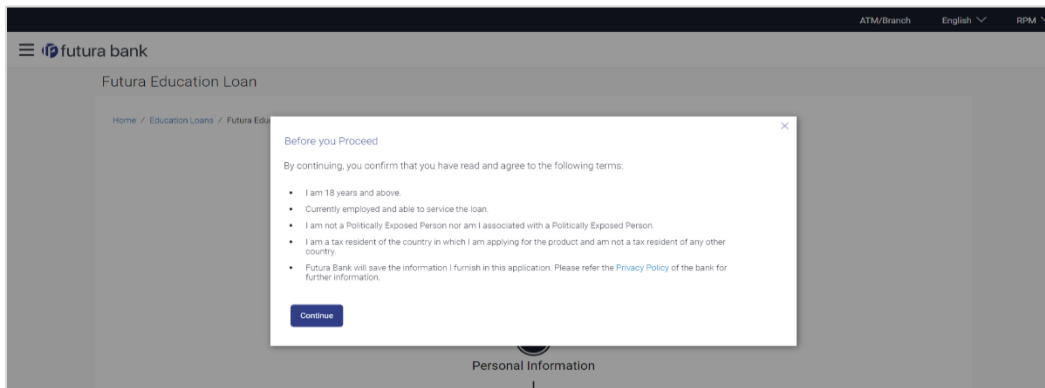 ATM/Branch English RPM
futura bank
Futura Education Loan
Home / Education Loans / Futura Edu
Before you Proceed
By continuing, you confirm that you have read and agree to the following terms:
• I am 18 years and above.
• Currently employed and able to service the loan.
• I am not a Politically Exposed Person nor am I associated with a Politically Exposed Person.
• I am a tax resident of the country in which I am applying for the product and am not a tax resident of any other
country.
• Futura Bank will save the information I furnish in this application. Please refer the Privacy Policy of the bank for
further information.
Continue
Personal Information